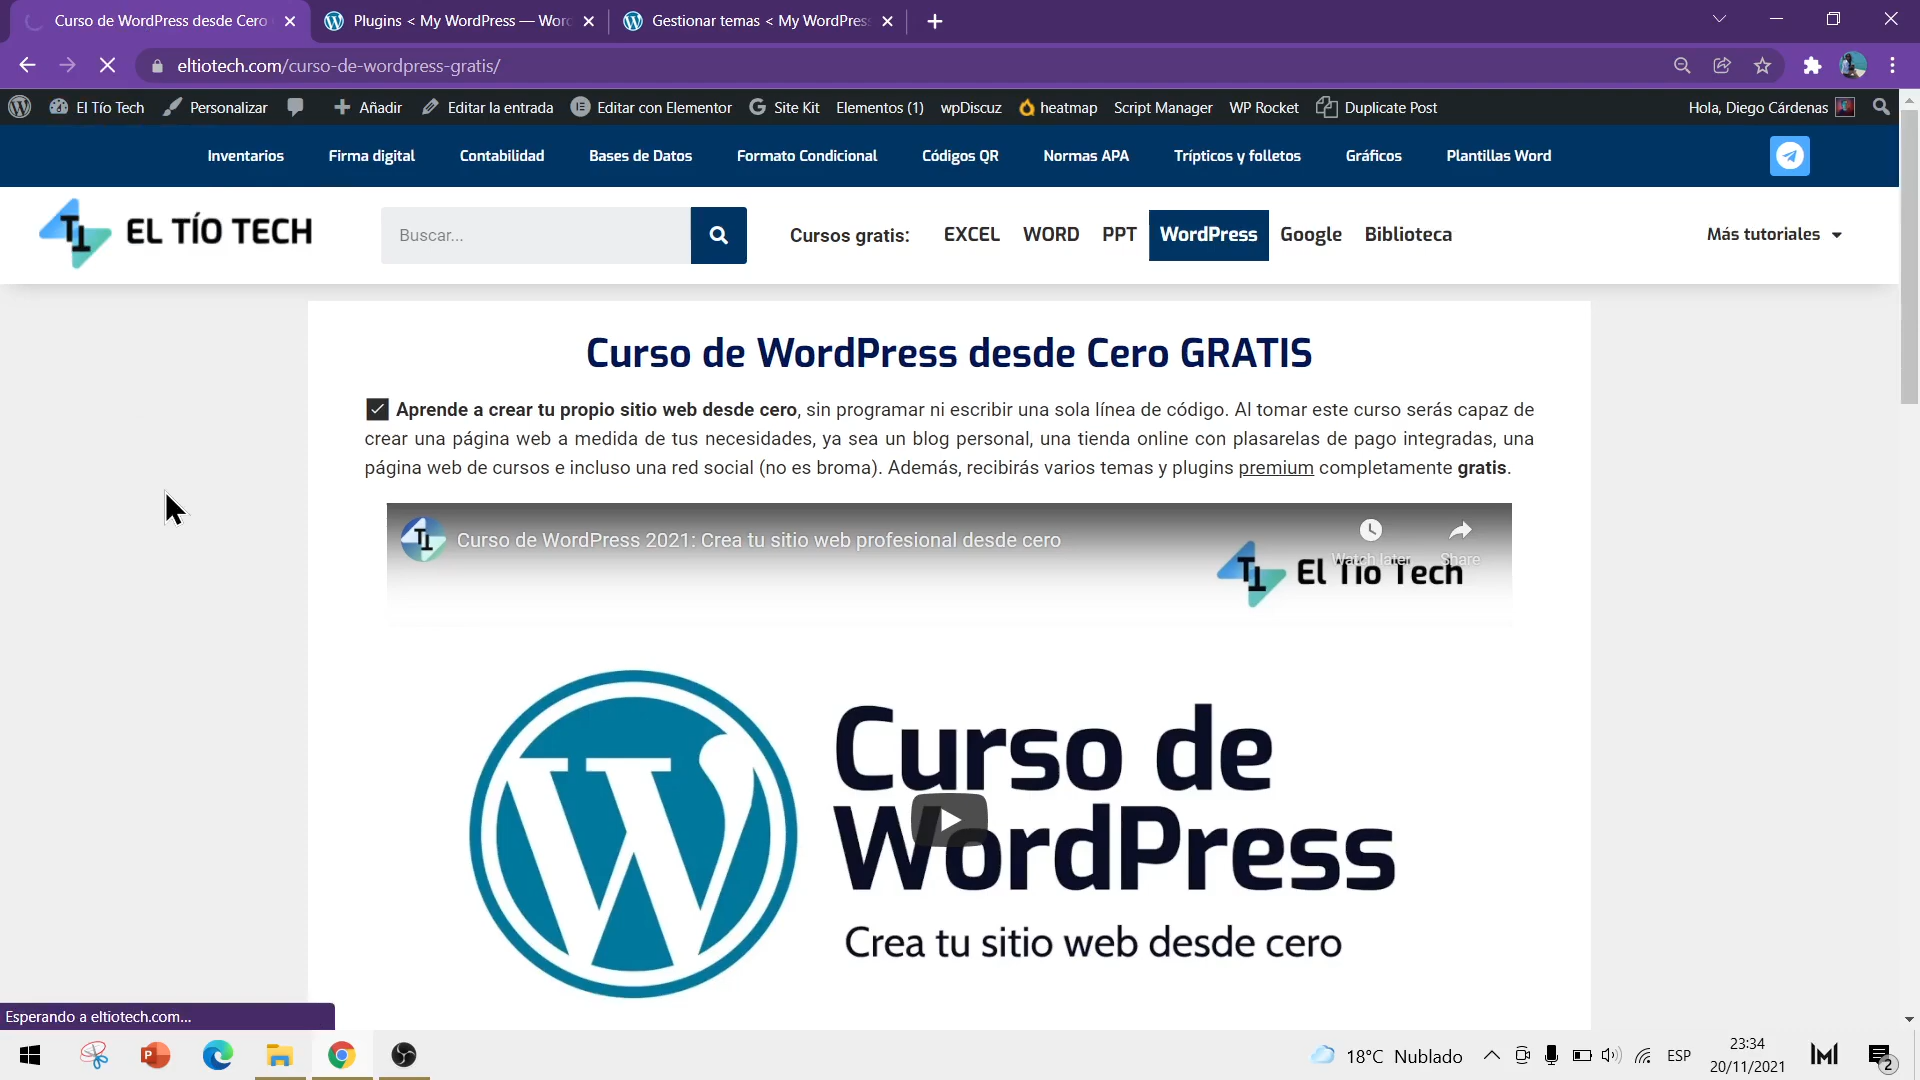 Curso de WordPress desde Cero
Plugins < My WordPress — Wor
Gestionar temas < My WordPress
eltiotech.com/curso-de-wordpress-gratis/
El Tío Tech
Personalizar
Añadir
Editar la entrada
Editar con Elementor
Site Kit
Elementos (1)
wpDiscuz
heatmap
Script Manager
WP Rocket
Duplicate Post
Hola, Diego Cárdenas
Inventarios
Firma digital
Contabilidad
Bases de Datos
Formato Condicional
Códigos QR
Normas APA
Trípticos y folletos
Gráficos
Plantillas Word
EL TÍO TECH
Buscar...
Cursos gratis:
EXCEL
WORD
PPT
WordPress
Google
Biblioteca
Más tutoriales
Curso de WordPress desde Cero GRATIS
Aprende a crear tu propio sitio web desde cero, sin programar ni escribir una sola línea de código. Al tomar este curso serás capaz de
crear una página web a medida de tus necesidades, ya sea un blog personal, una tienda online con plasarelas de pago integradas, una
página web de cursos e incluso una red social (no es broma). Además, recibirás varios temas y plugins premium completamente gratis.
Curso de WordPress 2021: Crea tu sitio web profesional desde cero
Watch later
Share
El Tío Tech
Curso de
WordPress
Crea tu sitio web desde cero
Esperando a eltiotech.com...
18°C Nublado
ESP
23:34
20/11/2021
2